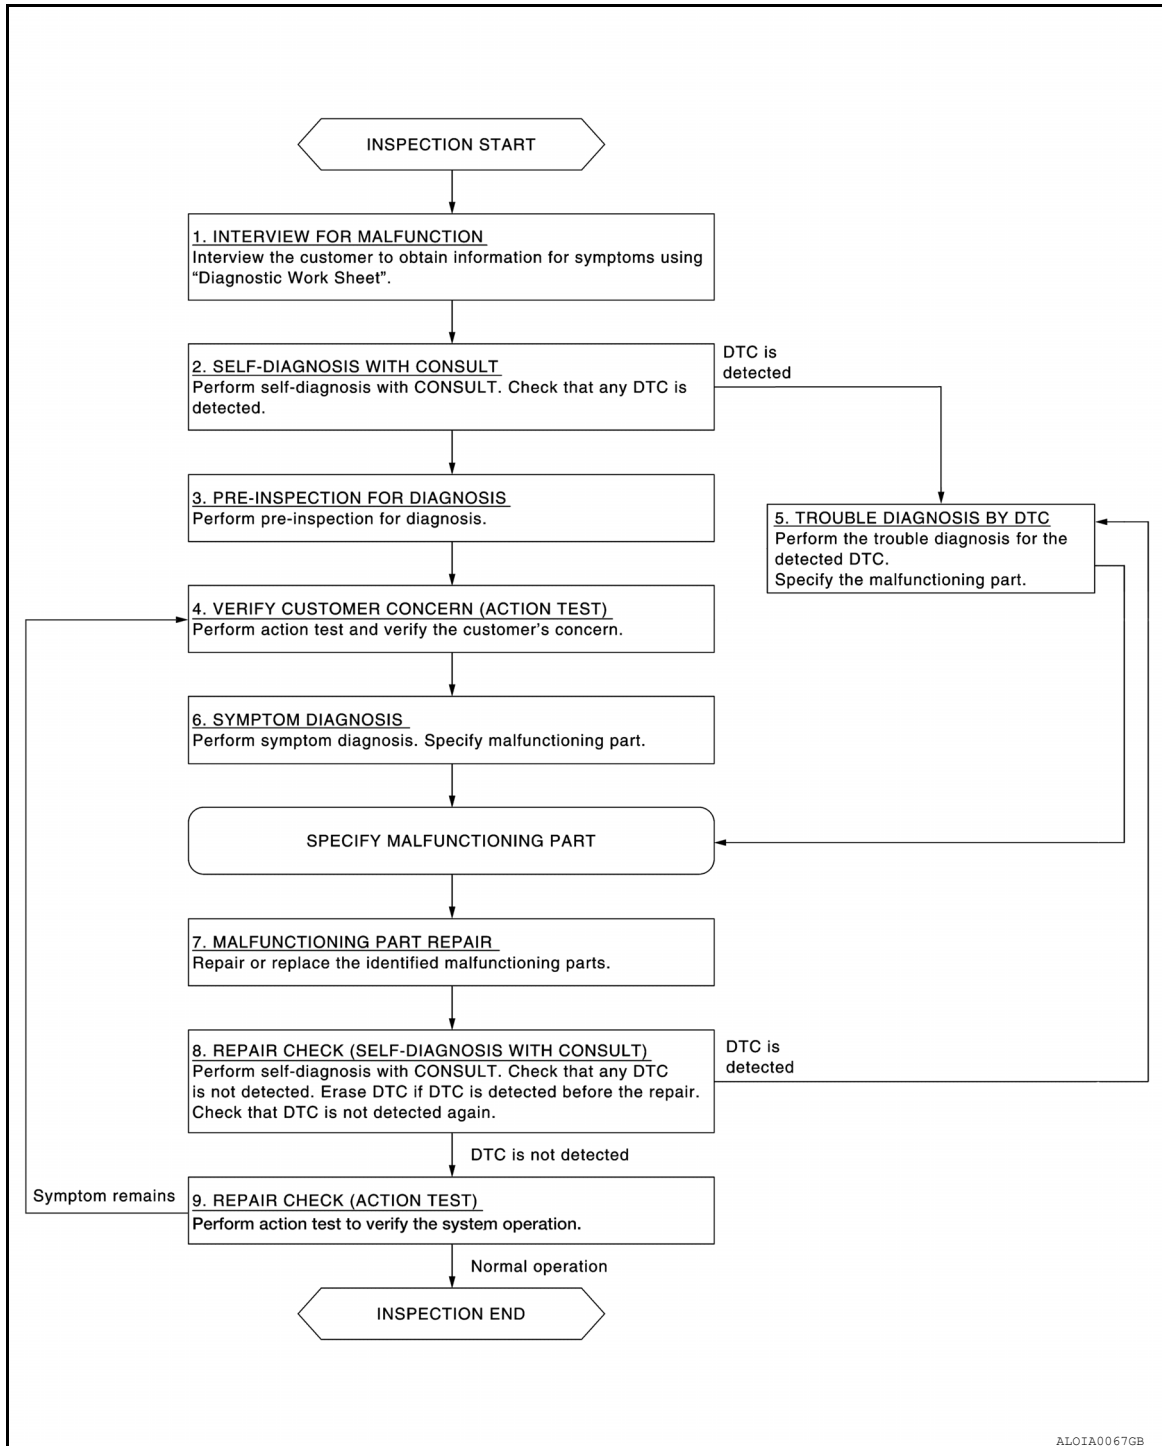 INSPECTION START
1. INTERVIEW FOR MALFUNCTION
Interview the customer to obtain information for symptoms using
“Diagnostic Work Sheet”.
2. SELF-DIAGNOSIS WITH CONSULT
Perform self-diagnosis with CONSULT. Check that any DTC is
detected.
DTC is
detected
3. PRE-INSPECTION FOR DIAGNOSIS
Perform pre-inspection for diagnosis.
5. TROUBLE DIAGNOSIS BY DTC
Perform the trouble diagnosis for the
detected DTC.
Specify the malfunctioning part.
4. VERIFY CUSTOMER CONCERN (ACTION TEST)
Perform action test and verify the customer’s concern.
6. SYMPTOM DIAGNOSIS
Perform symptom diagnosis. Specify malfunctioning part.
SPECIFY MALFUNCTIONING PART
7. MALFUNCTIONING PART REPAIR
Repair or replace the identified malfunctioning parts.
8. REPAIR CHECK (SELF-DIAGNOSIS WITH CONSULT)
Perform self-diagnosis with CONSULT. Check that any DTC
is not detected. Erase DTC if DTC is detected before the repair.
Check that DTC is not detected again.
DTC is
detected
DTC is not detected
Symptom remains
9. REPAIR CHECK (ACTION TEST)
Perform action test to verify the system operation.
Normal operation
INSPECTION END
ALOIA0067GB